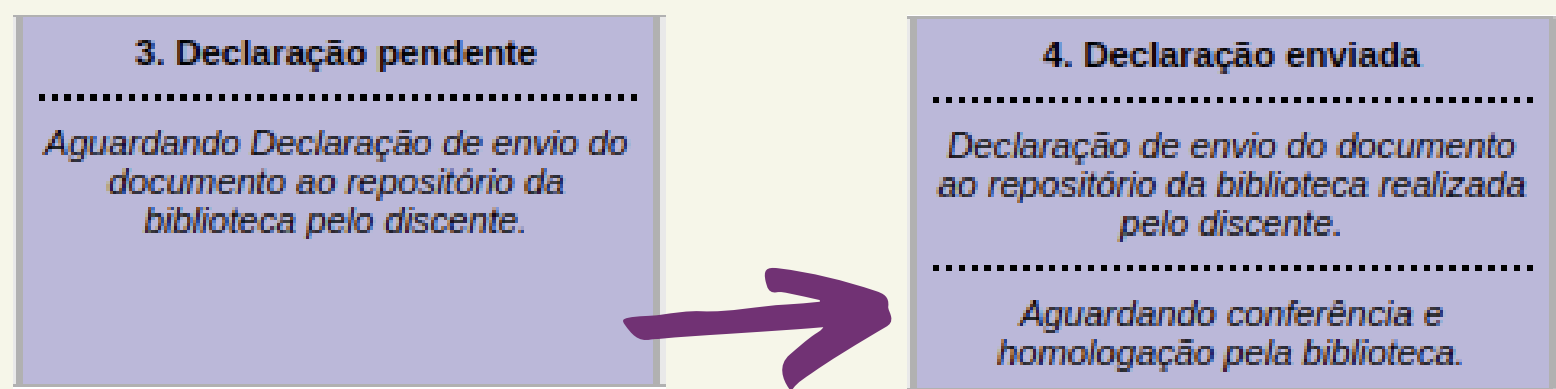 3. Declaração pendente
Aguardando Declaração de envio do
documento ao repositório da
biblioteca pelo discente.
4. Declaração enviada
Declaração de envio do documento
ao repositório da biblioteca realizada
pelo discente.
Aguardando conferência e
homologação pela biblioteca.